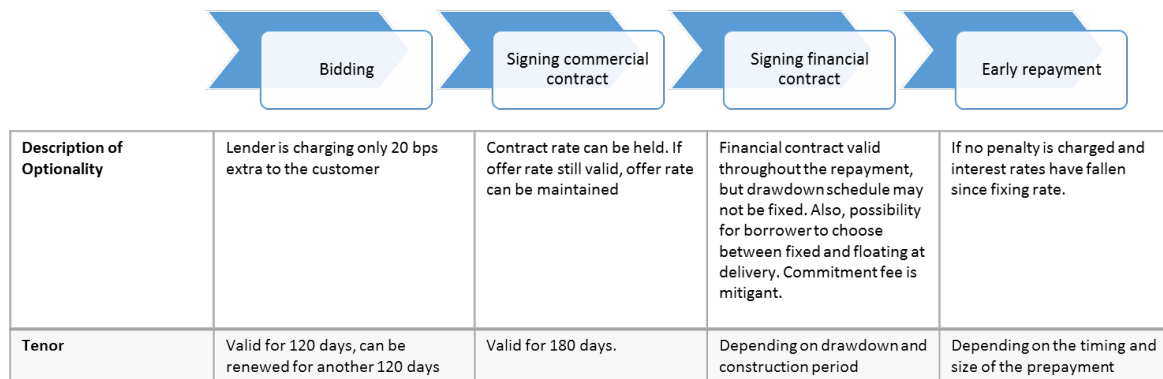 Bidding
Signing commercial
contract
Signing financial
contract
Early repayment
Description of
Optionality
Lender is charging only 20 bps
extra to the customer
Contract rate can be held. If
offer rate still valid, offer rate
can be maintained
Financial contract valid
throughout the repayment,
but drawdown schedule may
not be fixed. Also, possibility
for borrower to choose
between fixed and floating at
delivery. Commitment fee is
mitigant.
If no penalty is charged and
interest rates have fallen
since fixing rate.
Tenor
Valid for 120 days, can be
renewed for another 120 days
Valid for 180 days.
Depending on drawdown and
construction period
Depending on the timing and
size of the prepayment